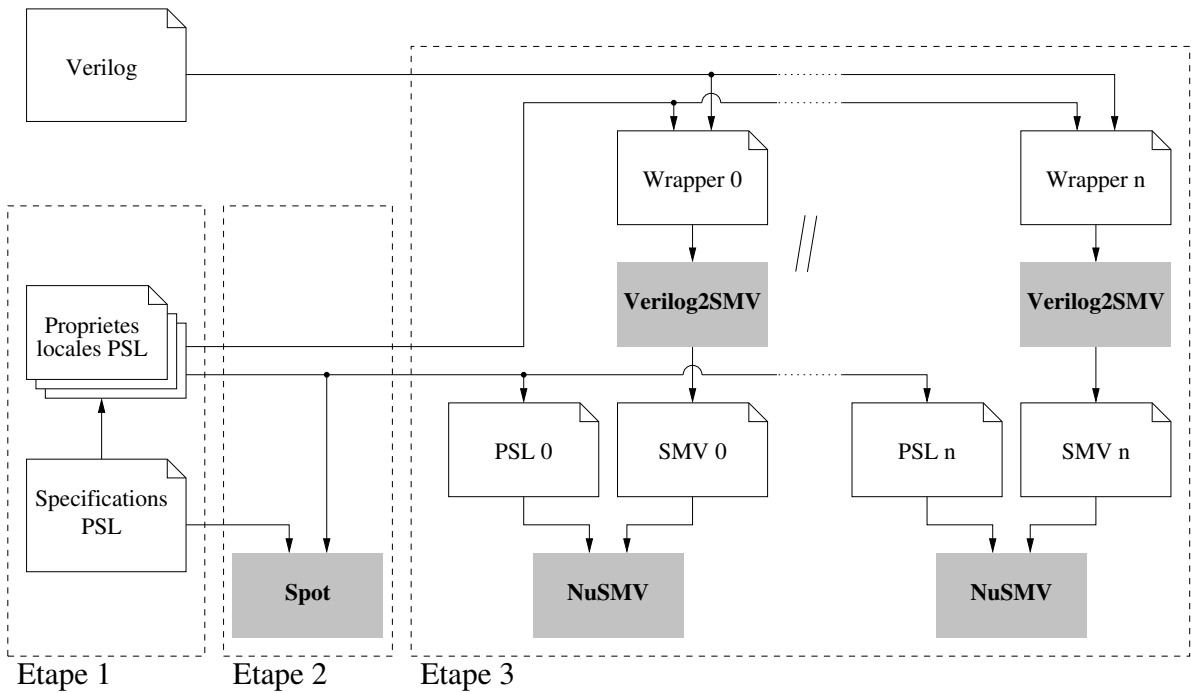 Verilog
Wrapper 0
Wrapper n
Verilog2SMV
Verilog2SMV
Proprietes
locales PSL
PSL 0
SMV 0
PSL n
SMV n
Specifications
PSL
Spot
NuSMV
NuSMV
Etape 1
Etape 2
Etape 3